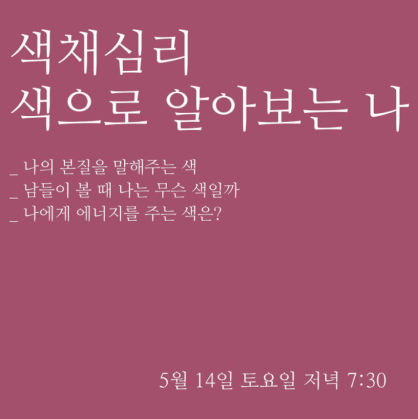 색채심리
색으로 알아보는 나
_ 나의 본질을 말해주는 색
_ 남들이 볼 때 나는 무슨 색일까
_ 나에게 에너지를 주는 색은?
5월 14일 토요일 저녁 7:30